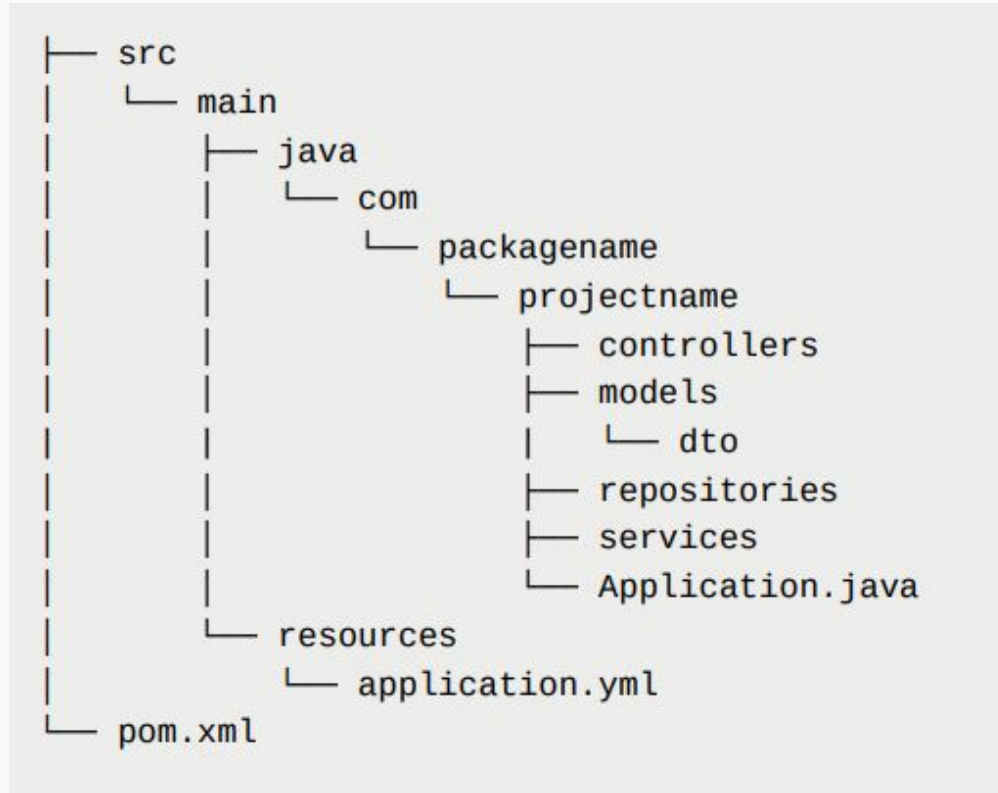 ├── src
│   └── main
│       ├── java
│       │   └── com
│       │       └── packagename
│       │           └── projectname
│       │               ├── controllers
│       │               ├── models
|       |               |   └── dto
│       │               ├── repositories
│       │               ├── services
│       │               └── Application.java
│       └── resources
│           └── application.yml
└── pom.xml